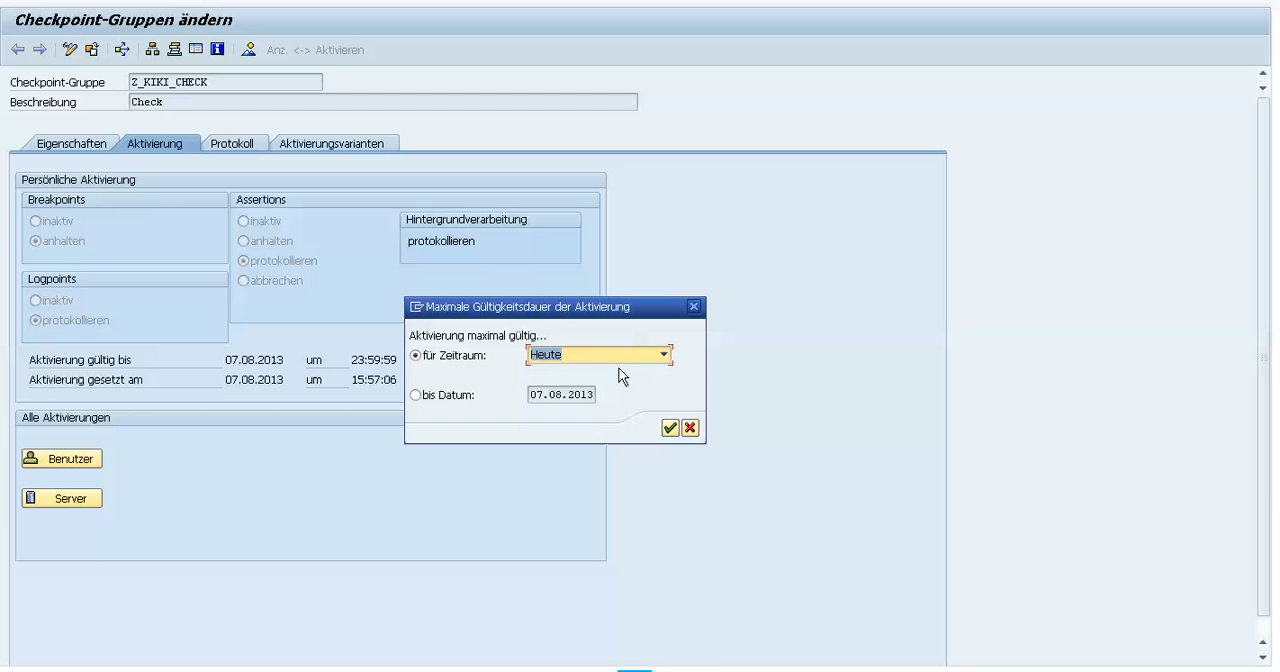 Checkpoint-Gruppen ändern
Anz. <-> Aktivieren
Checkpoint-Gruppe Z_KIKI_CHECK
Beschreibung Check
Eigenschaften Aktivierung Protokoll Aktivierungsvarianten
Persönliche Aktivierung
Breakpoints
inaktiv
anhalten
Logpoints
inaktiv
protokollieren
Assertions
inaktiv
anhalten
protokollieren
abbrechen
Hintergrundverarbeitung
protokollieren
Aktivierung gültig bis 07.08.2013 um 23:59:59
Aktivierung gesetzt am 07.08.2013 um 15:57:06
Alle Aktivierungen
Benutzer
Server
Maximale Gültigkeitsdauer der Aktivierung
Aktivierung maximal gültig...
für Zeitraum: Heute
bis Datum: 07.08.2013